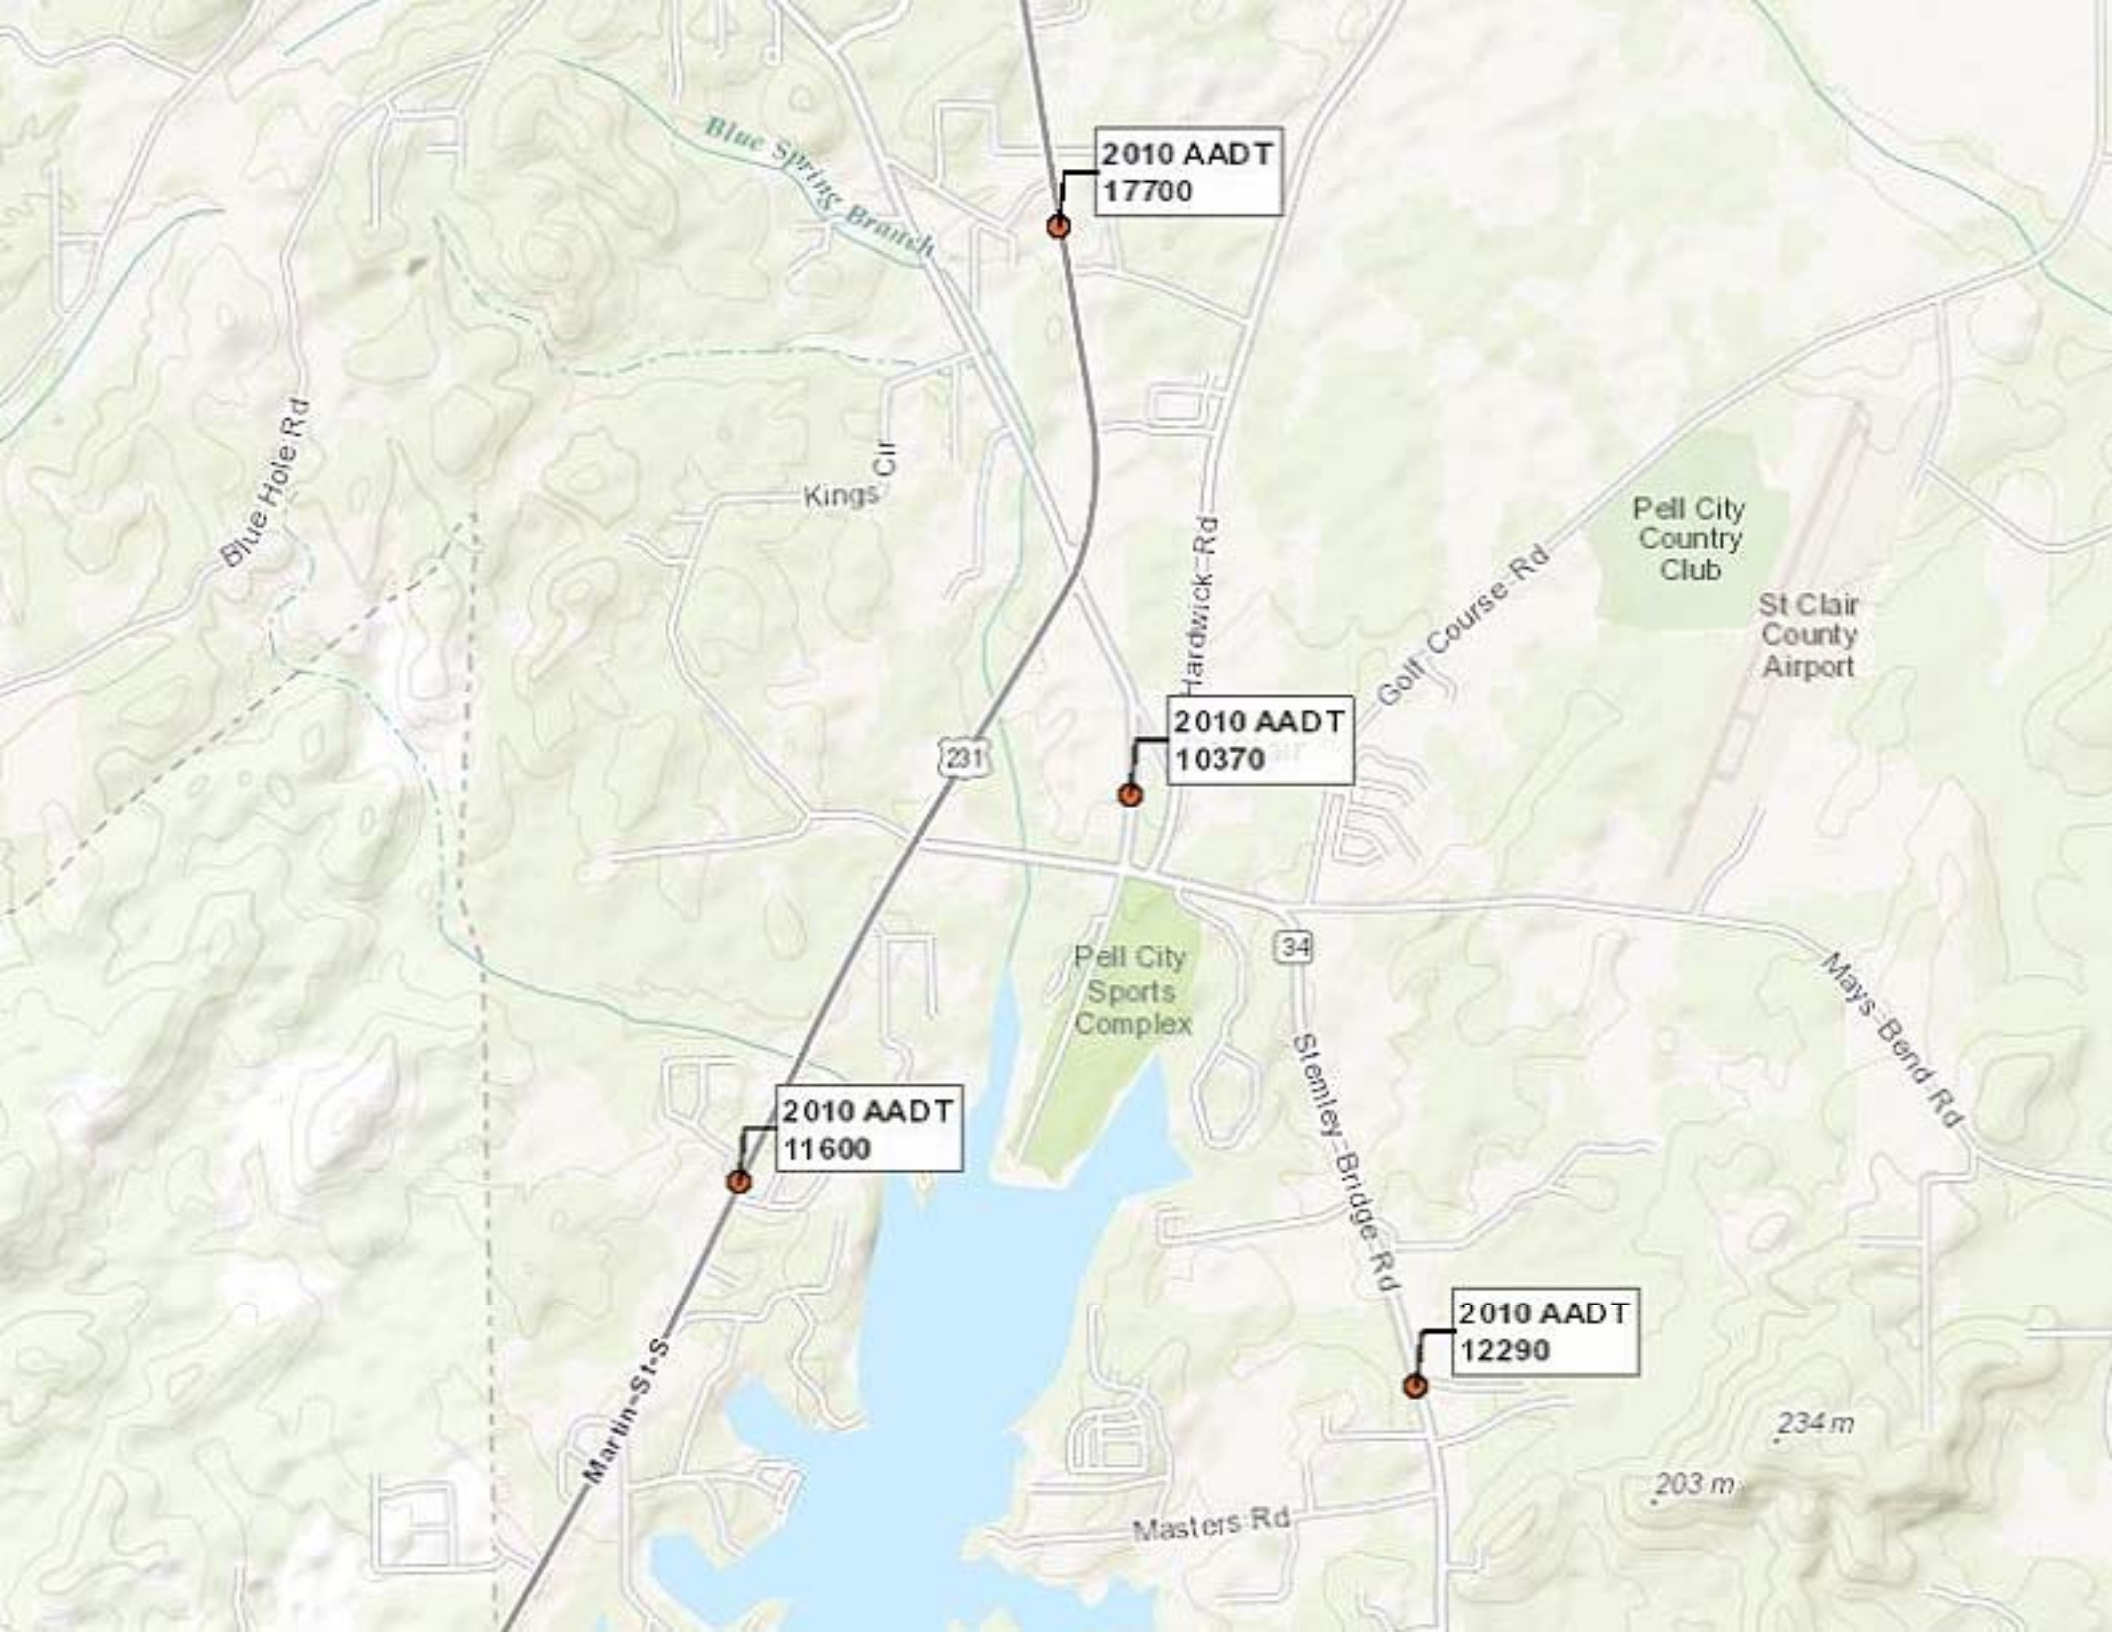 2010 AADT
17700
Blue Spring Branch
Blue Hole Rd
Kings Cir
Pell City
Country
Club
Hardwick-Rd
Golf-Course-Rd
St Clair
County
Airport
2010 AADT
10370
231
34
Pell City
Sports
Complex
Mays-Bend Rd
Stemley-Bridge-Rd
2010 AADT
11600
2010 AADT
12290
Martin-St-S
234 m
203 m
Masters Rd